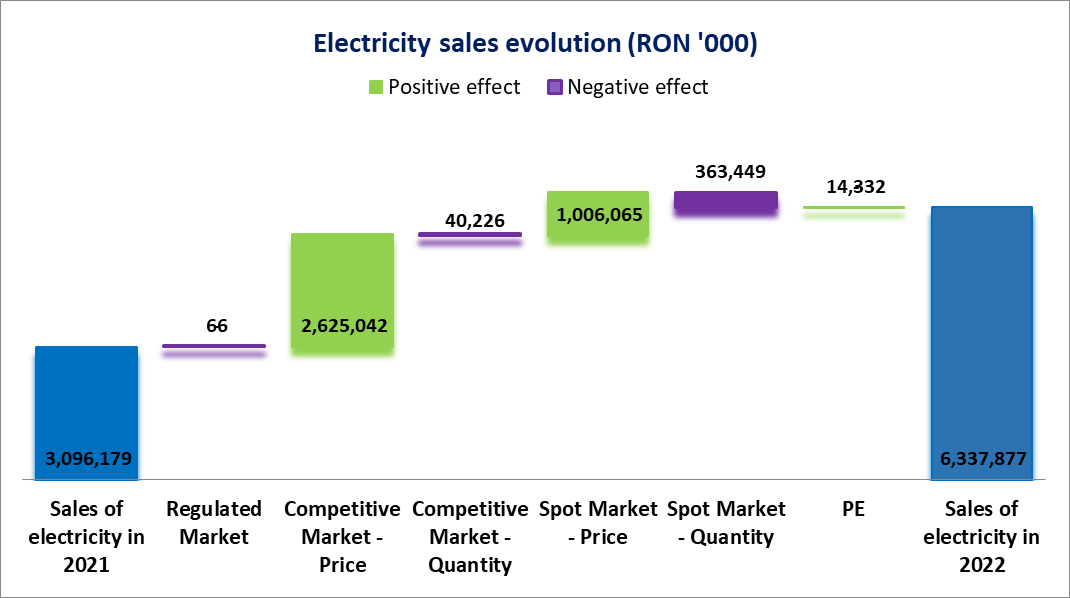 Electricity sales evolution (RON '000)
Positive effect
Negative effect
3,096,179
66
2,625,042
40,226
1,006,065
363,449
14,332
6,337,877
Sales of
electricity in
2021
Regulated
Market
Competitive
Market -
Price
Competitive
Market -
Quantity
Spot Market
- Price
Spot Market
- Quantity
PE
Sales of
electricity in
2022